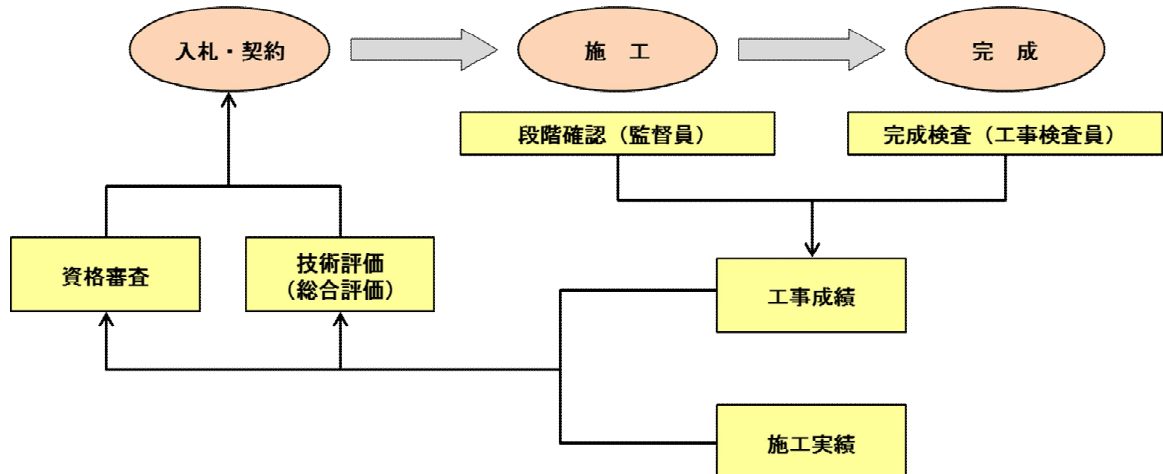 入札・契約
施　工
完　成
段階確認（監督員）
完成検査（工事検査員）
資格審査
技術評価
（総合評価）
工事成績
施工実績